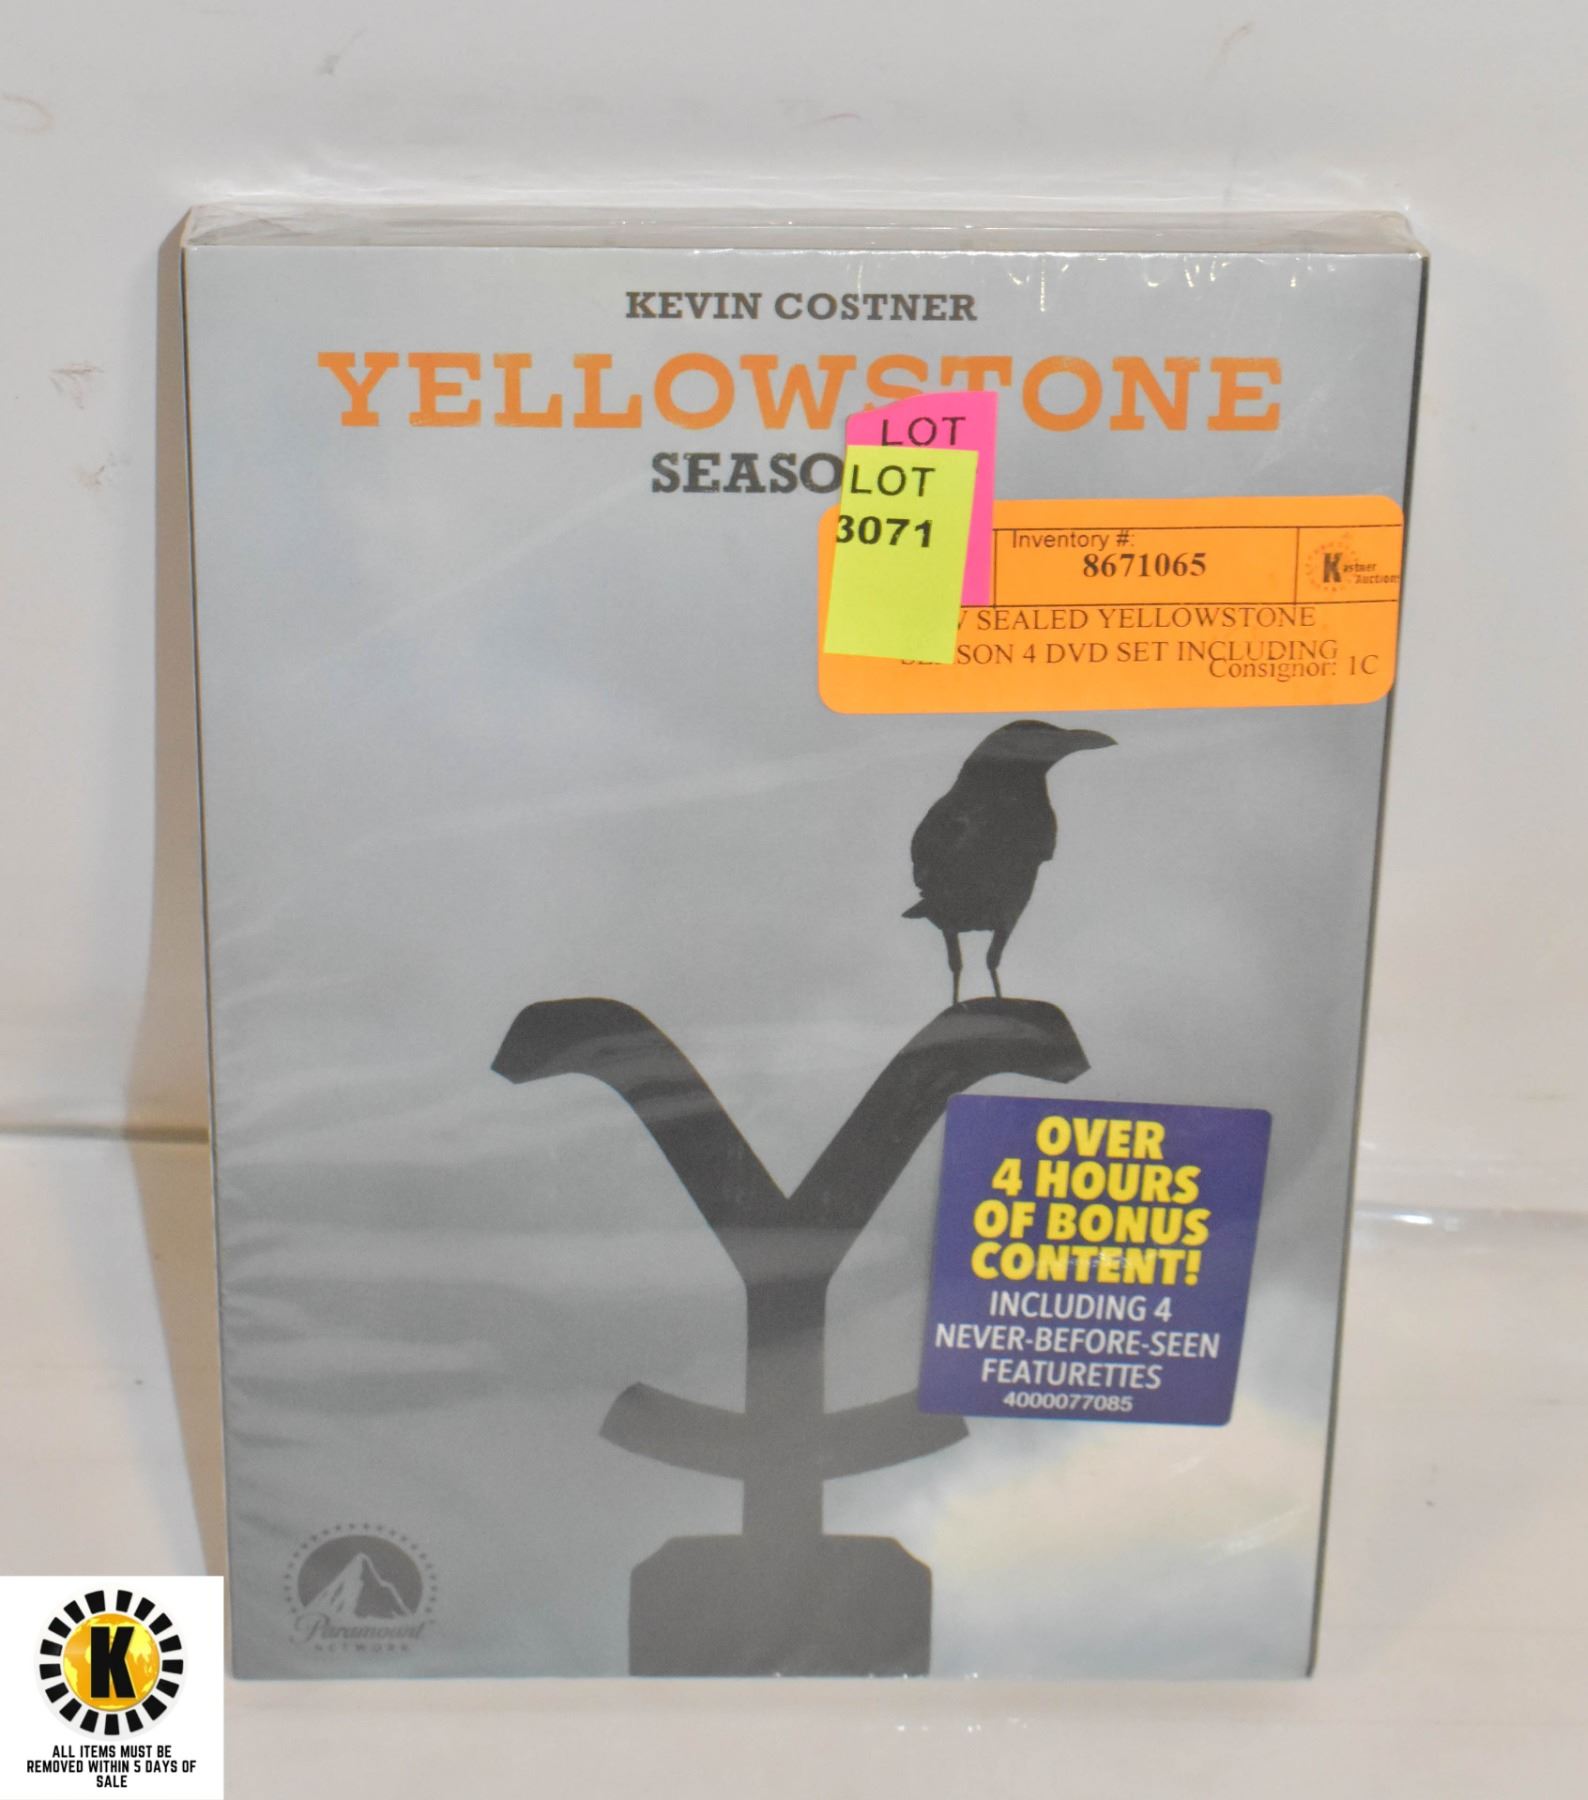 KEVIN COSTNER
YELLOWSTONE
SEASO
LOT
LOT
3071
Inventory #:
8671065
Kastner
Auctions
SEALED YELLOWSTONE
SON 4 DVD SET INCLUDING
Consignor: 1C
OVER
4 HOURS
OF BONUS
CONTENT!
INCLUDING 4
NEVER-BEFORE-SEEN
FEATURETTES
4000077085
Paramount
NETWORK
K
ALL ITEMS MUST BE
REMOVED WITHIN 5 DAYS OF
SALE